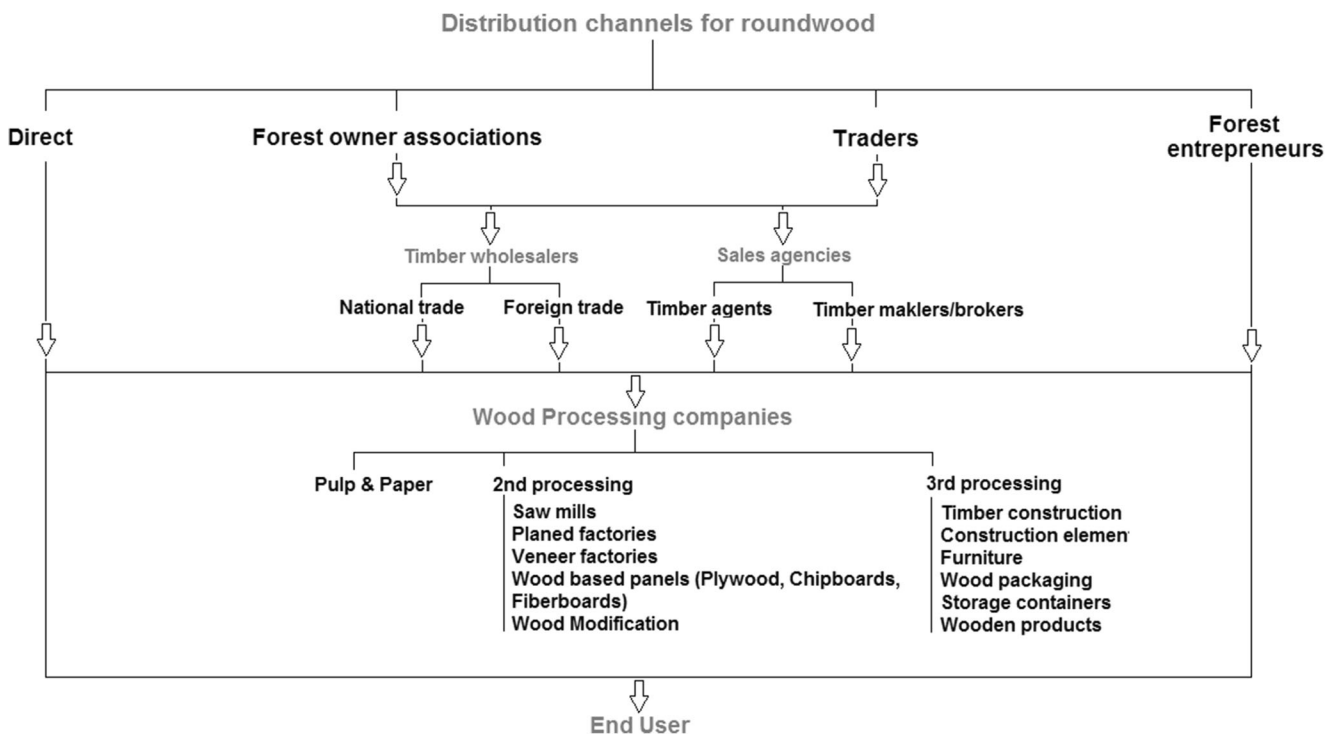 Distribution channels for roundwood
Direct
Forest owner associations
Traders
Forest
entrepreneurs
Timber wholesalers
Sales agencies
National trade
Foreign trade
Timber agents
Timber maklers/brokers
Wood Processing companies
Pulp & Paper
2nd processing
Saw mills
Planed factories
Veneer factories
Wood based panels (Plywood, Chipboards,
Fiberboards)
Wood Modification
3rd processing
Timber construction
Construction elemen
Furniture
Wood packaging
Storage containers
Wooden products
End User